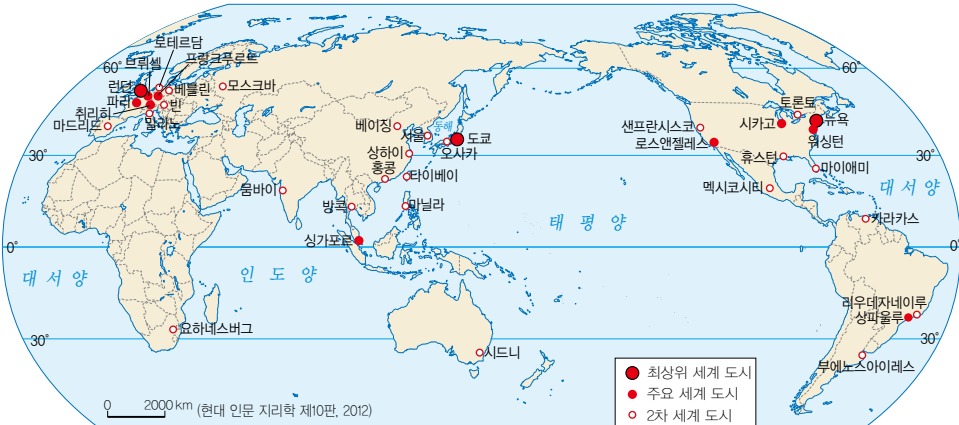 로테르담
브뤼셀
프랑크푸르트
60°
런던
베를린
모스크바
파리
취리히
빈
밀라노
마드리드
60°
토론토
뉴욕
시카고
워싱턴
샌프란시스코
로스앤젤레스
휴스턴
마이애미
멕시코시티
베이징
서울
동해
도쿄
오사카
상하이
홍콩
타이베이
30°
30°
뭄바이
방콕
마닐라
싱가포르
태평양
대서양
카라카스
0°
0°
대서양
인도양
리우데자네이루
상파울루
요하네스버그
시드니
30°
30°
부에노스아이레스
최상위 세계 도시
주요 세계 도시
2차 세계 도시
0 2000km (현대 인문 지리학 제10판, 2012)